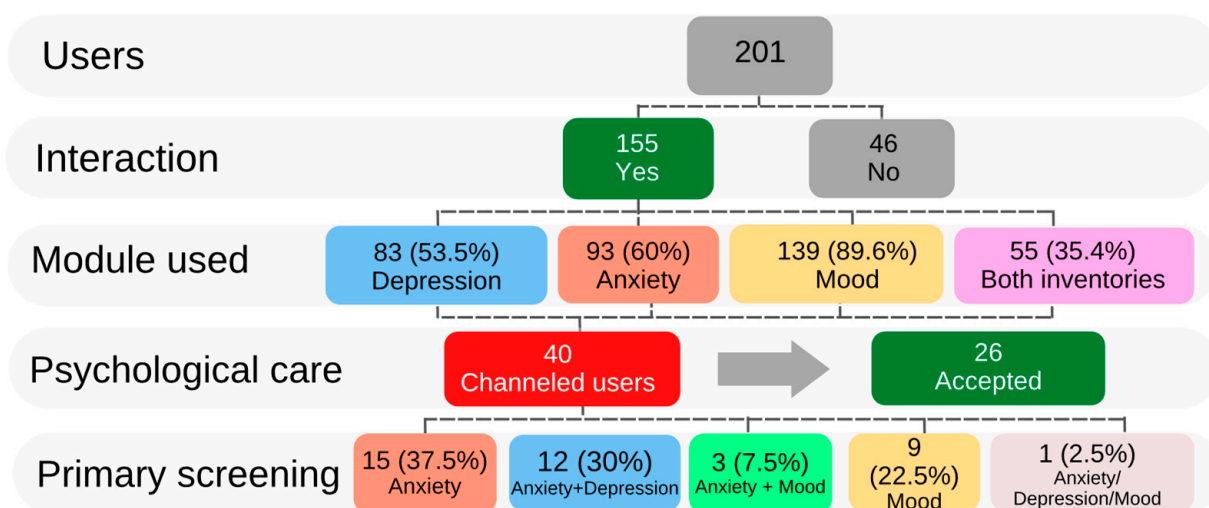 Users
201
Interaction
155
Yes
46
No
Module used
83 (53.5%)
Depression
93 (60%)
Anxiety
139 (89.6%)
Mood
55 (35.4%)
Both inventories
Psychological care
40
Channeled users
26
Accepted
Primary screening
15 (37.5%)
Anxiety
12 (30%)
Anxiety+Depression
3 (7.5%)
Anxiety + Mood
9
(22.5%)
Mood
1 (2.5%)
Anxiety/
Depression/Mood